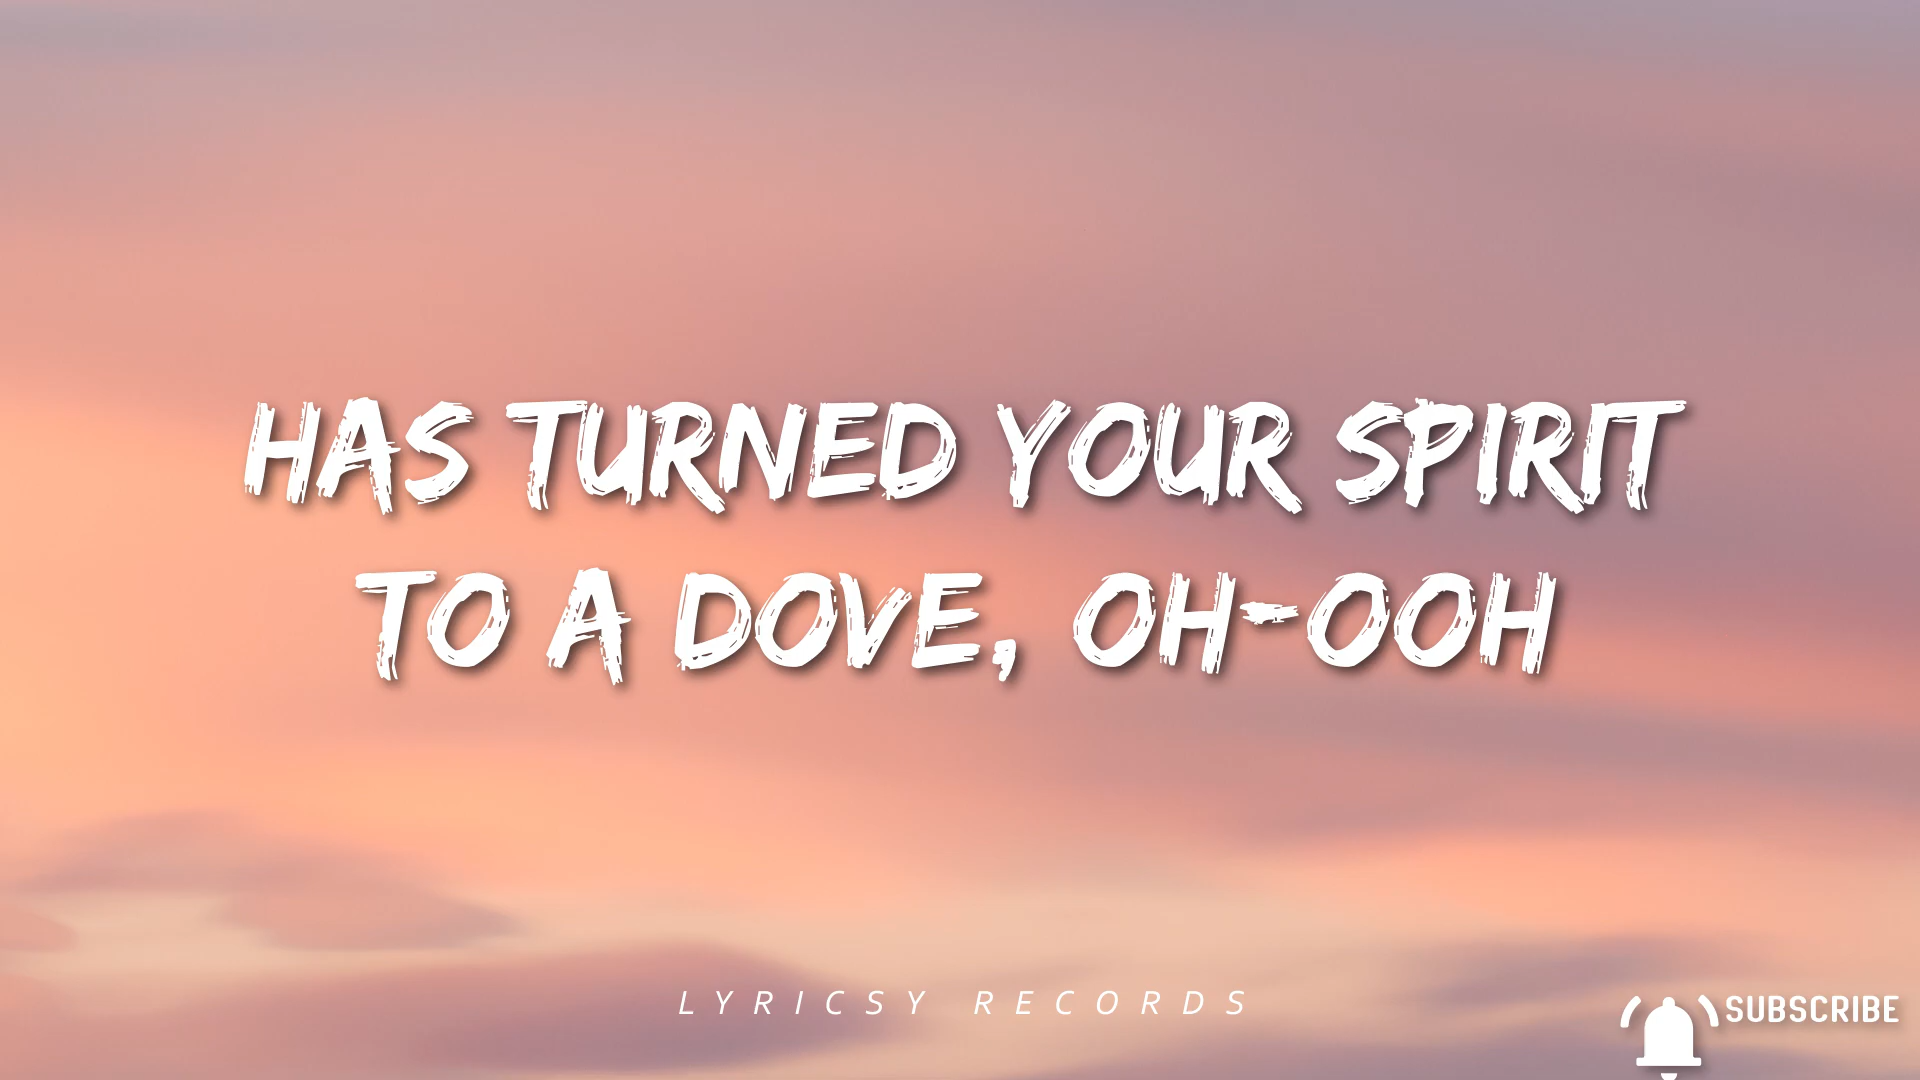 HAS TURNED YOUR SPIRIT
TO A DOVE, OH-OOH
LYRICSY RECORDS
SUBSCRIBE